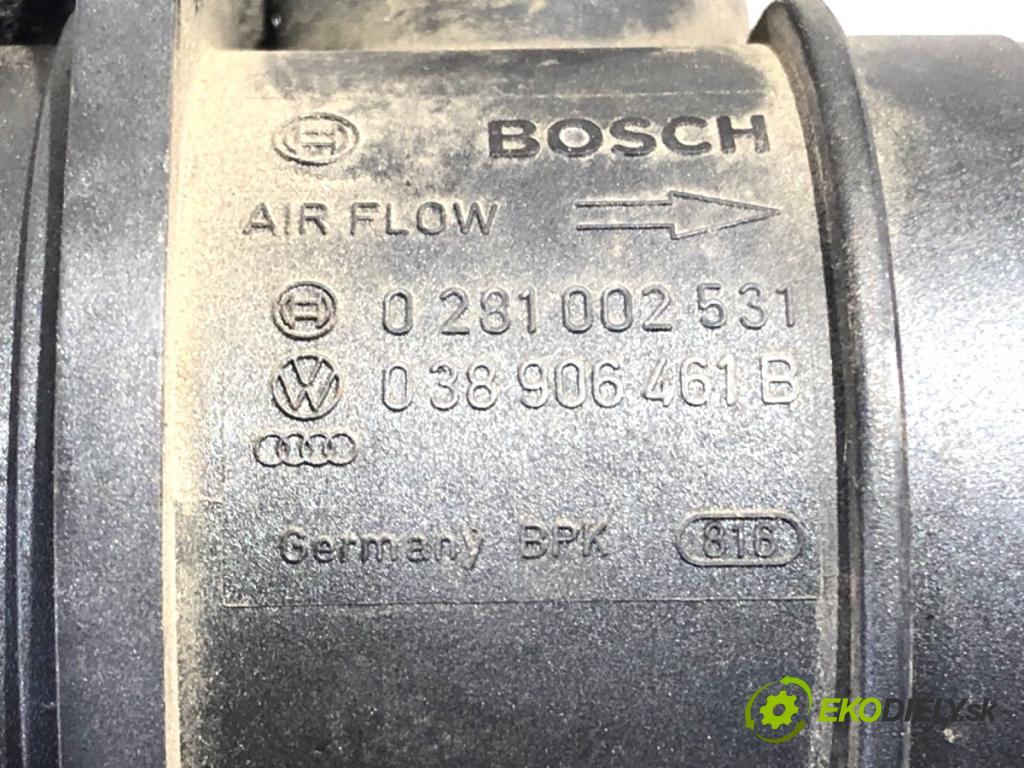 BOSCH
AIR FLOW
0 281 002 531
038 906 461 B
Germany BPK 816
EKODIELY.sk